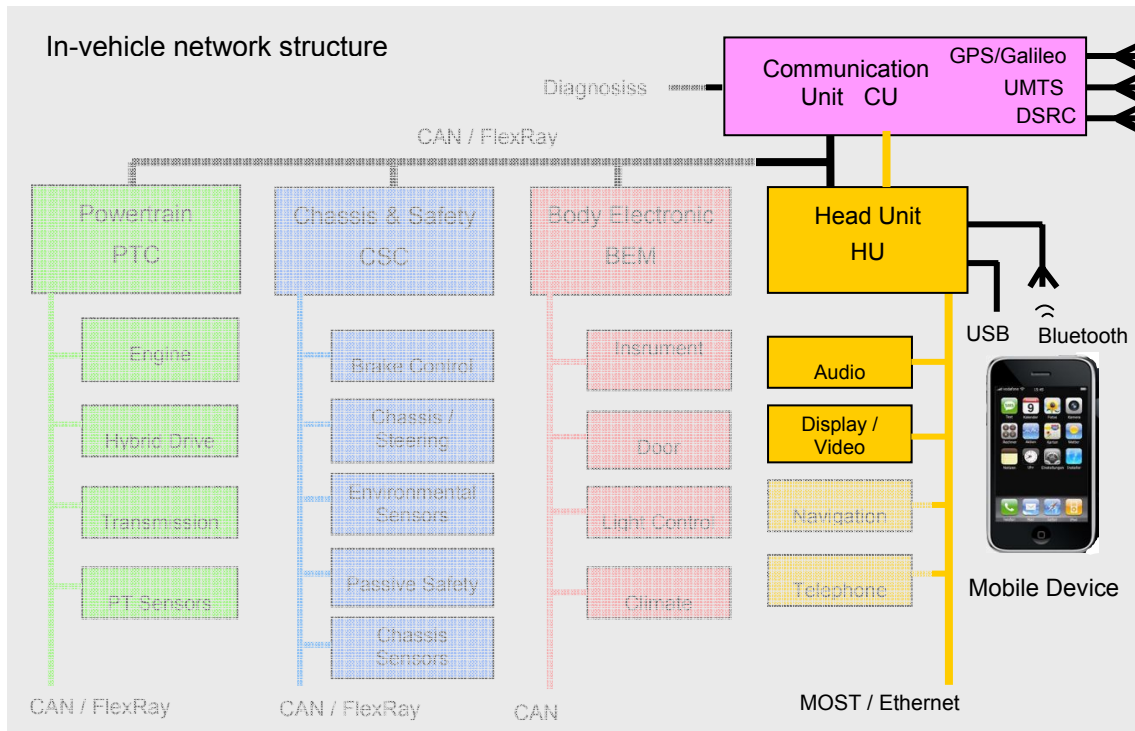 In-vehicle network structure
Communication
Unit CU
GPS/Galileo
UMTS
DSRC
Diagnosiss
CAN / FlexRay
Powertrain
PTC
Chassis & Safety
CSC
Body Electronic
BEM
Head Unit
HU
USB
Bluetooth
Engine
Hybrid Drive
Transmission
PT Sensors
CAN / FlexRay
Brake Control
Chassis /
Steering
Environmental
Sensors
Passive Safety
Chassis
Sensors
CAN / FlexRay
Insrument
Door
Light Control
Climate
CAN
Audio
Display /
Video
Navigation
Telephone
MOST / Ethernet
9
Mobile Device